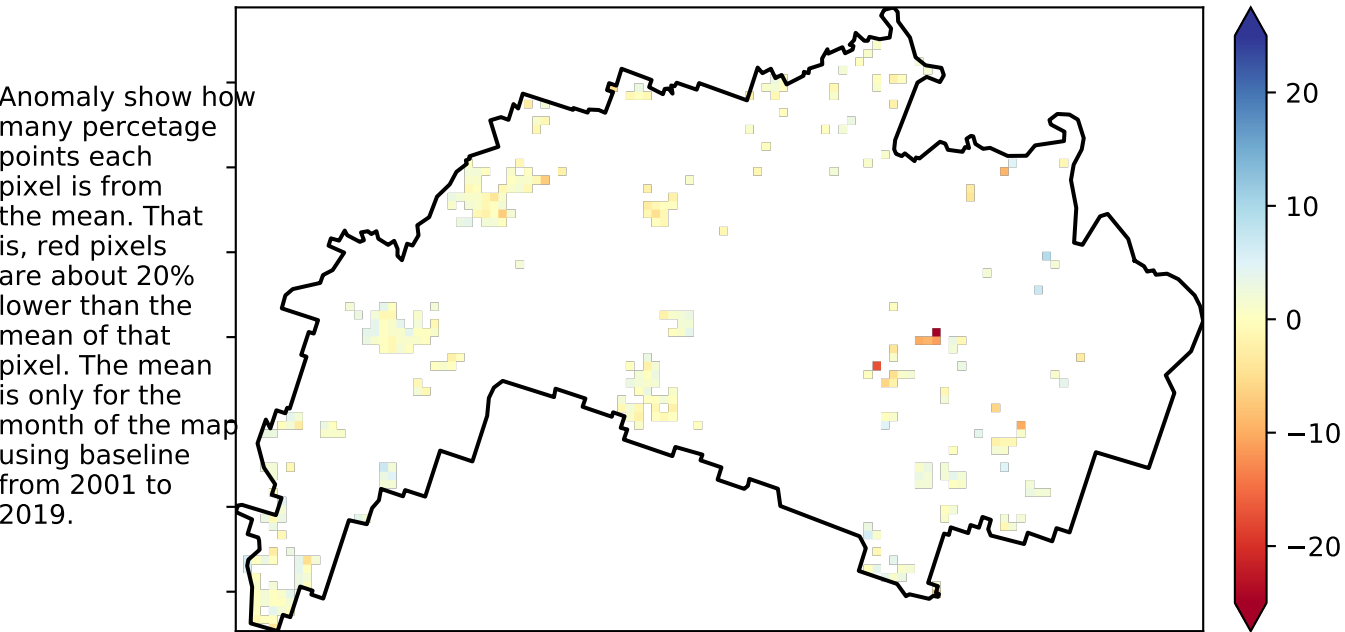 Anomaly show how
many percetage
points each
pixel is from
the mean. That
is, red pixels
are about 20%
lower than the
mean of that
pixel. The mean
is only for the
month of the map
using baseline
from 2001 to
2019.
20
10
0
−10
−20